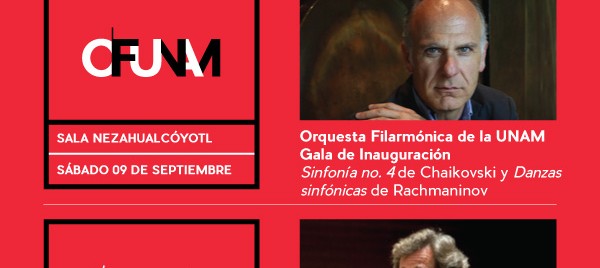 OFUNAM
SALA NEZAHUALCÓYOTL
SÁBADO 09 DE SEPTIEMBRE
Orquesta Filarmónica de la UNAM
Gala de Inauguración
Sinfonía no. 4 de Chaikovski y Danzas
sinfónicas de Rachmaninov